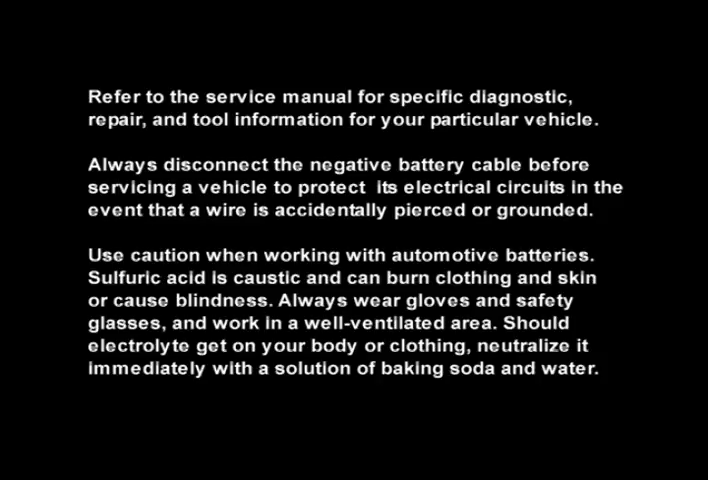 Refer to the service manual for specific diagnostic,
repair, and tool information for your particular vehicle.
Always disconnect the negative battery cable before
servicing a vehicle to protect  its electrical circuits in the
event that a wire is accidentally pierced or grounded.
Use caution when working with automotive batteries.
Sulfuric acid is caustic and can burn clothing and skin
or cause blindness. Always wear gloves and safety
glasses, and work in a well-ventilated area. Should
electrolyte get on your body or clothing, neutralize it
immediately with a solution of baking soda and water.